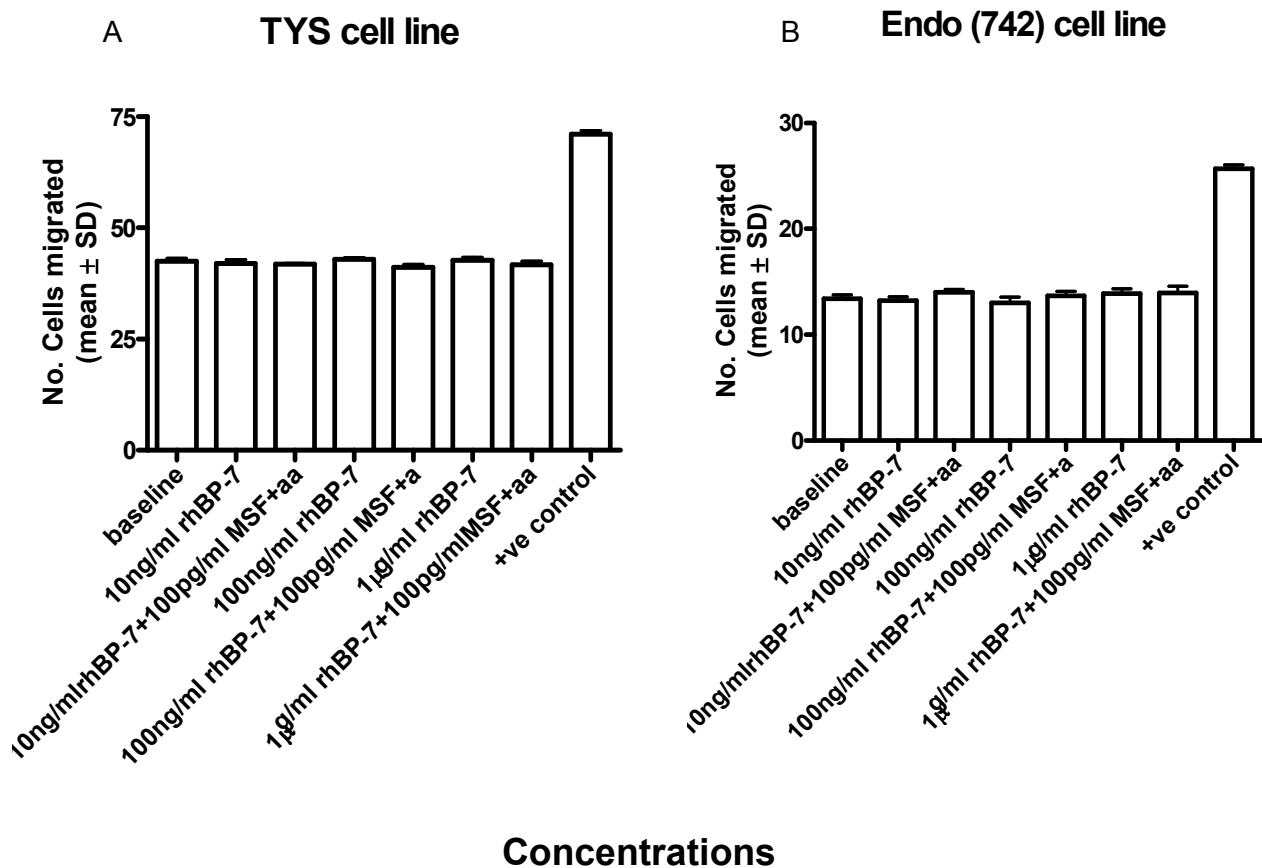 A
TYS cell line
No. Cells migrated
(mean ± SD)
75
50
25
0
baseline
10ng/ml rhBP-7
10ng/mlrhBP-7+100pg/ml MSF+aa
100ng/ml rhBP-7
100ng/ml rhBP-7+100pg/ml MSF+a
1µg/ml rhBP-7
1µg/ml rhBP-7+100pg/mlMSF+aa
+ve control
B
Endo (742) cell line
No. Cells migrated
(mean ± SD)
30
20
10
0
baseline
10ng/ml rhBP-7
10ng/mlrhBP-7+100pg/ml MSF+aa
100ng/ml rhBP-7
100ng/ml rhBP-7+100pg/ml MSF+a
1µg/ml rhBP-7
1µg/ml rhBP-7+100pg/ml MSF+aa
+ve control
Concentrations